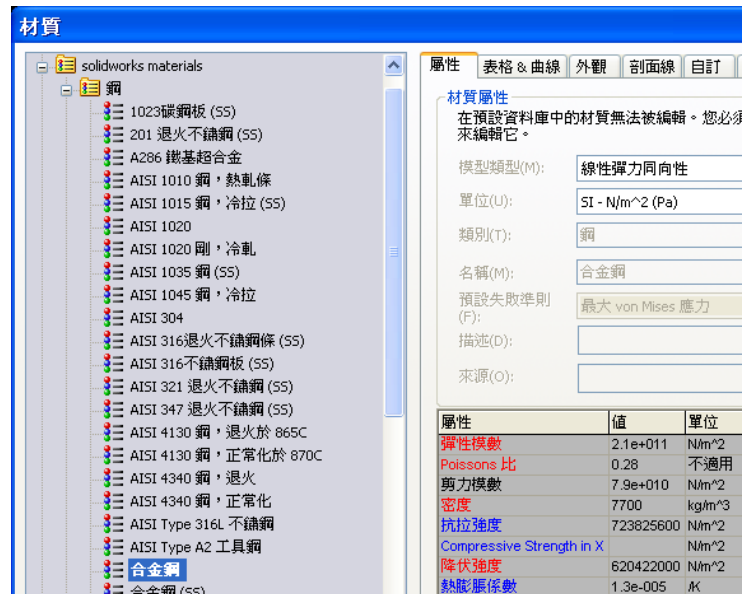 材質
solidworks materials
鋼
1023碳鋼板 (SS)
201 退火不鏽鋼 (SS)
A286 鐵基超合金
AISI 1010 鋼，熱軋條
AISI 1015 鋼，冷拉 (SS)
AISI 1020
AISI 1020 剛，冷軋
AISI 1035 鋼 (SS)
AISI 1045 鋼，冷拉
AISI 304
AISI 316退火不鏽鋼條 (SS)
AISI 316不鏽鋼板 (SS)
AISI 321 退火不鏽鋼 (SS)
AISI 347 退火不鏽鋼 (SS)
AISI 4130 鋼，退火於 865C
AISI 4130 鋼，正常化於 870C
AISI 4340 鋼，退火
AISI 4340 鋼，正常化
AISI Type 316L 不鏽鋼
AISI Type A2 工具鋼
合金鋼
合金鋼 (SS)
屬性 表格 & 曲線 外觀 剖面線 自訂
材質屬性
在預設資料庫中的材質無法被編輯。您必須
來編輯它。
模型類型(M): 線性彈力同向性
單位(U): SI - N/m^2 (Pa)
類別(T): 鋼
名稱(M): 合金鋼
預設失敗準則
(F): 最大 von Mises 應力
描述(D):
來源(O):
屬性 值 單位
彈性模數 2.1e+011 N/m^2
Poissons 比 0.28 不適用
剪力模數 7.9e+010 N/m^2
密度 7700 kg/m^3
抗拉強度 723825600 N/m^2
Compressive Strength in X N/m^2
降伏強度 620422000 N/m^2
熱膨脹係數 1.3e-005 /K